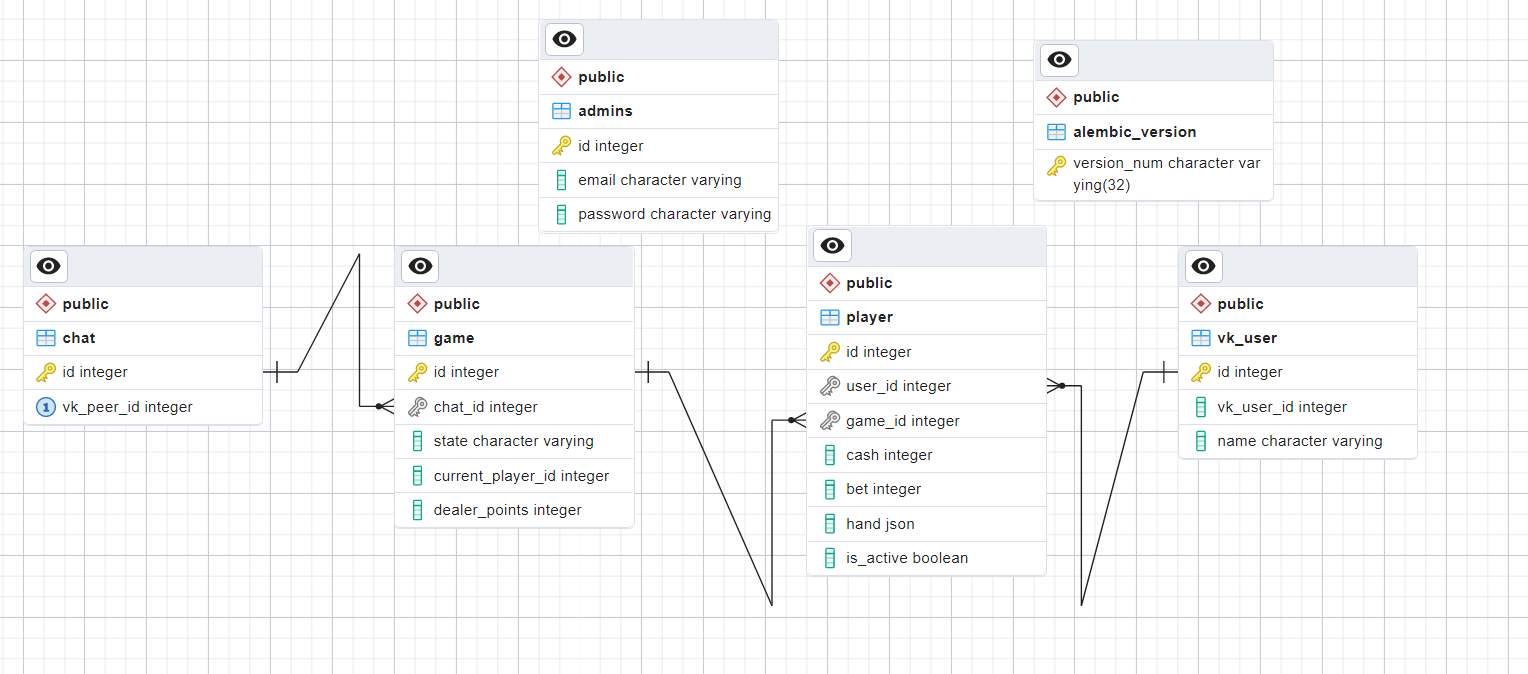 public
admins
id integer
email character varying
password character varying
public
alembic_version
version_num character var
ying(32)
public
chat
id integer
1
vk_peer_id integer
public
game
id integer
chat_id integer
state character varying
current_player_id integer
dealer_points integer
public
player
id integer
user_id integer
game_id integer
cash integer
bet integer
hand json
is_active boolean
public
vk_user
id integer
vk_user_id integer
name character varying